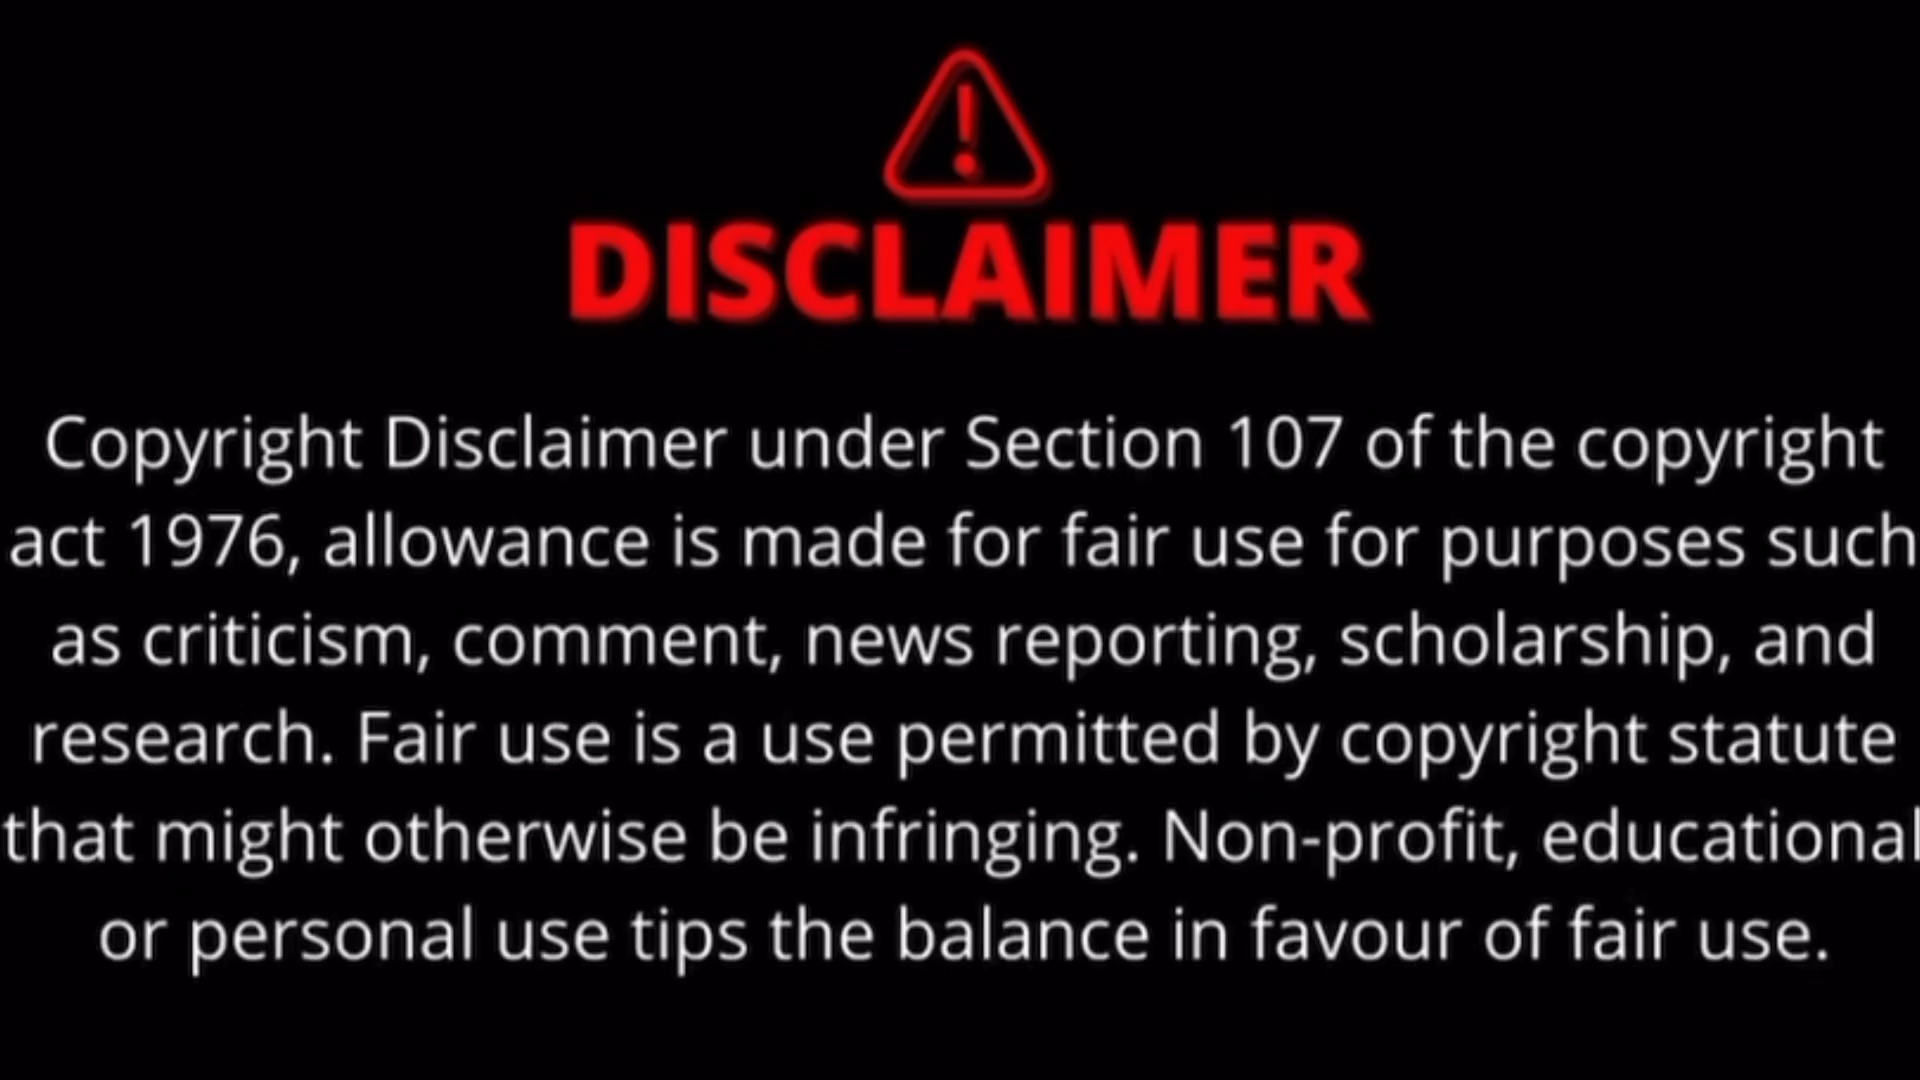 DISCLAIMER
Copyright Disclaimer under Section 107 of the copyright
act 1976, allowance is made for fair use for purposes such
as criticism, comment, news reporting, scholarship, and
research. Fair use is a use permitted by copyright statute
that might otherwise be infringing. Non-profit, educational
or personal use tips the balance in favour of fair use.